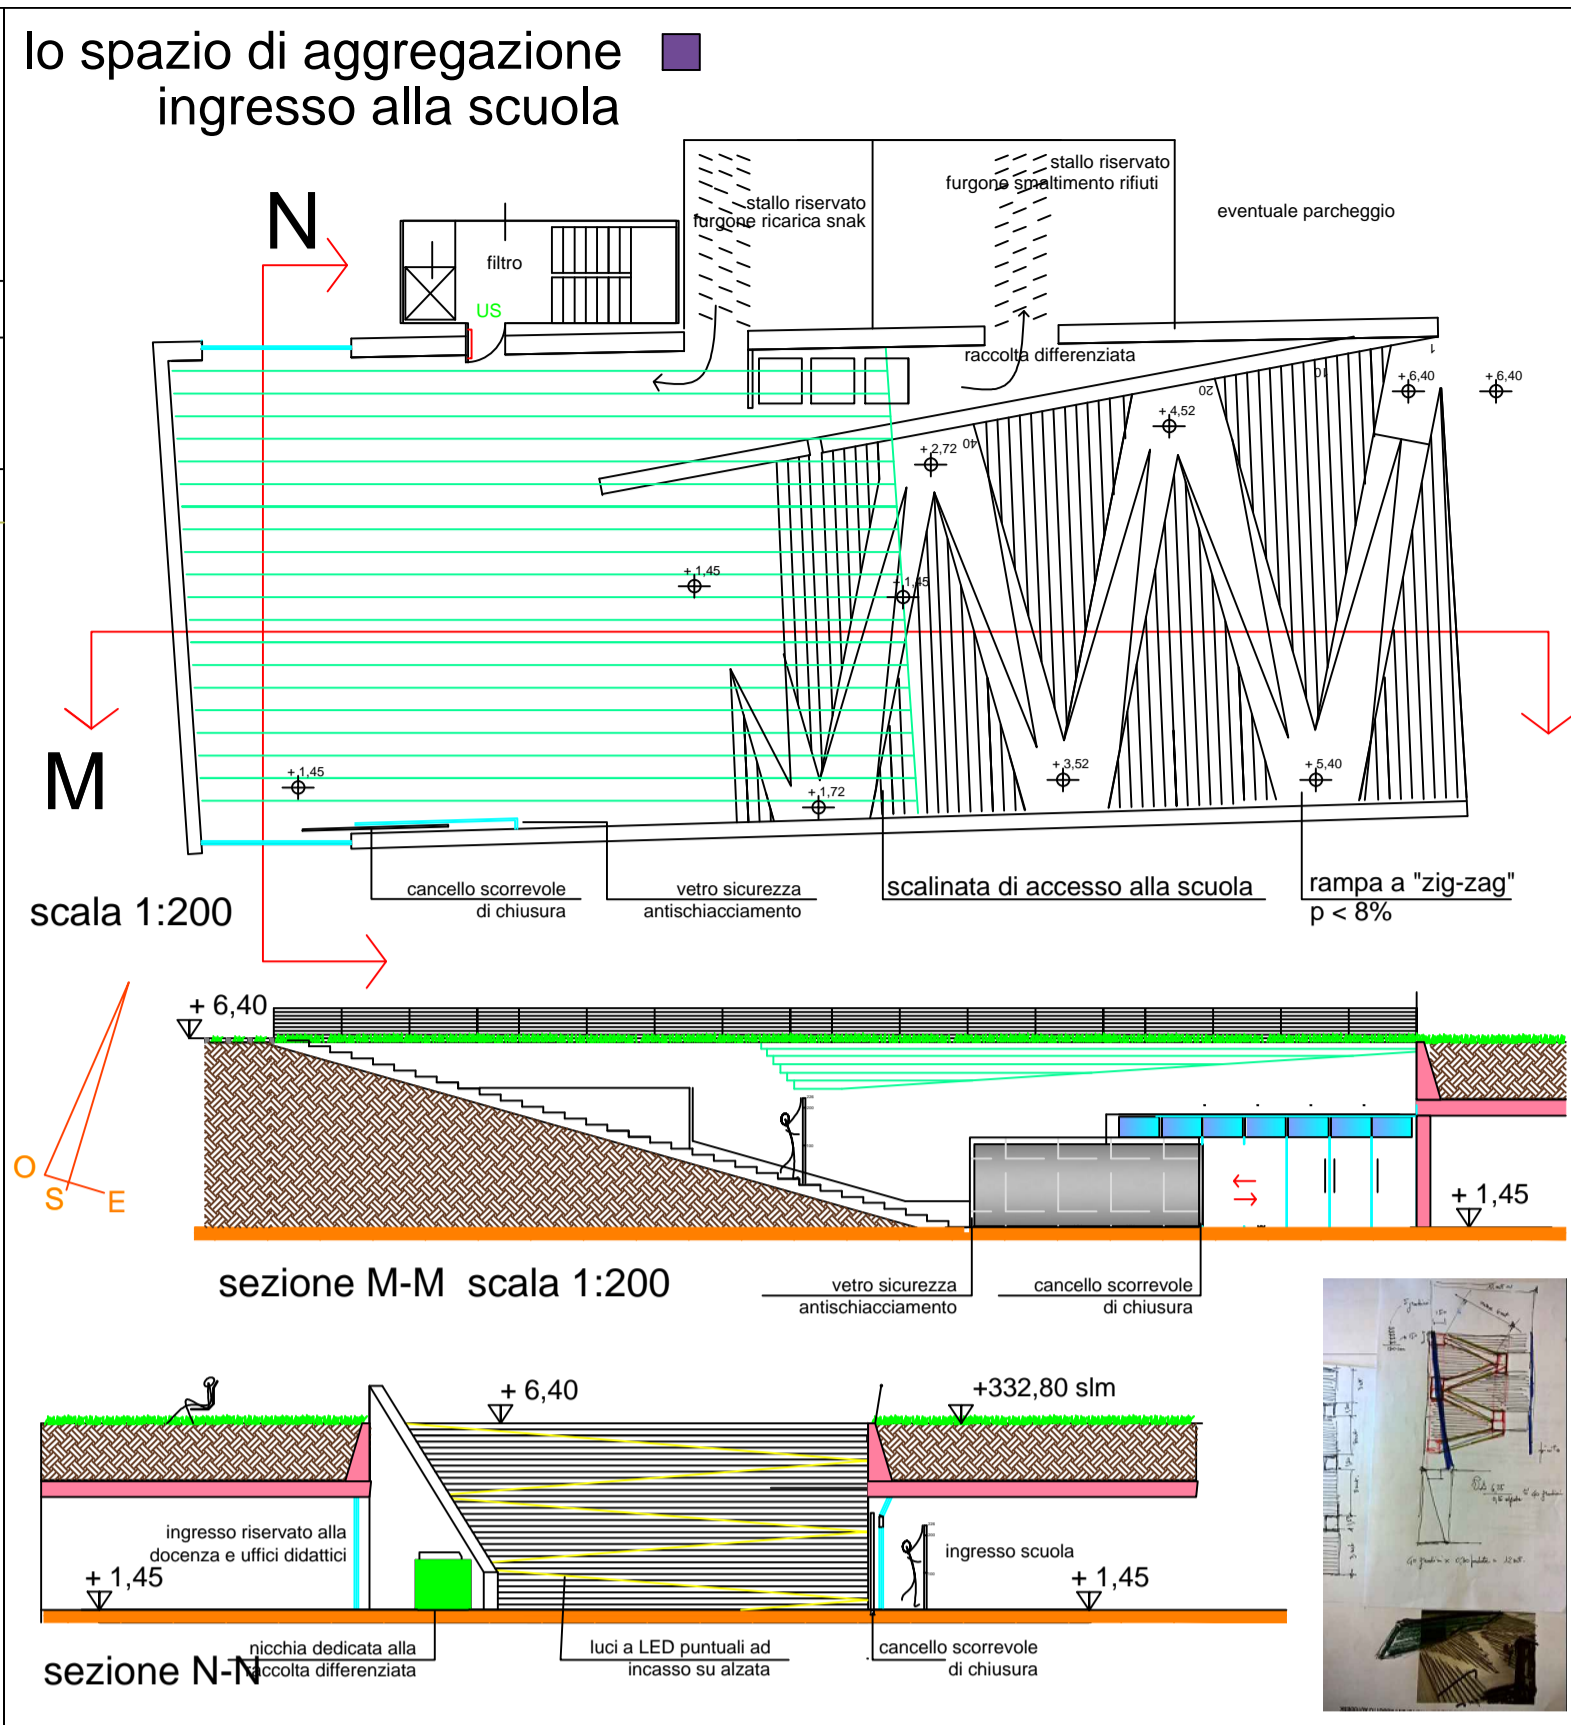 lo spazio di aggregazione
ingresso alla scuola
N
stallo riservato
furgone ricarica snak
stallo riservato
furgone smaltimento rifiuti
eventuale parcheggio
filtro
US
raccolta differenziata
1
10
20
40
+ 6,40
+ 6,40
+ 4,52
+ 2,72
+ 1,45
+ 1,45
+ 1,45
+ 1,72
+ 3,52
+ 5,40
M
cancello scorrevole
di chiusura
vetro sicurezza
antischiacciamento
scalinata di accesso alla scuola
rampa a "zig-zag"
p < 8%
scala 1:200
+ 6,40
O
S
E
+ 1,45
sezione M-M scala 1:200
vetro sicurezza
antischiacciamento
cancello scorrevole
di chiusura
+ 6,40
+332,80 slm
ingresso riservato alla
docenza e uffici didattici
+ 1,45
ingresso scuola
+ 1,45
nicchia dedicata alla
raccolta differenziata
luci a LED puntuali ad
incasso su alzata
cancello scorrevole
di chiusura
sezione N-N